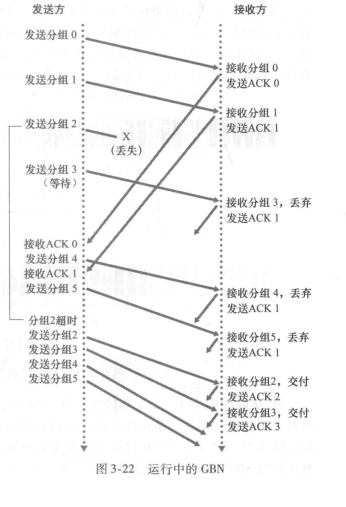 发送方
接收方
发送分组 0
接收分组 0
发送ACK 0
发送分组 1
接收分组 1
发送ACK 1
发送分组 2
X
（丢失）
发送分组 3
（等待）
接收分组 3，丢弃
发送ACK 1
接收ACK 0
发送分组 4
接收ACK 1
发送分组 5
接收分组 4，丢弃
发送ACK 1
分组2超时
发送分组2
发送分组3
发送分组4
发送分组5
接收分组5，丢弃
发送ACK 1
接收分组2，交付
发送ACK 2
接收分组3，交付
发送ACK 3
图 3-22 运行中的 GBN